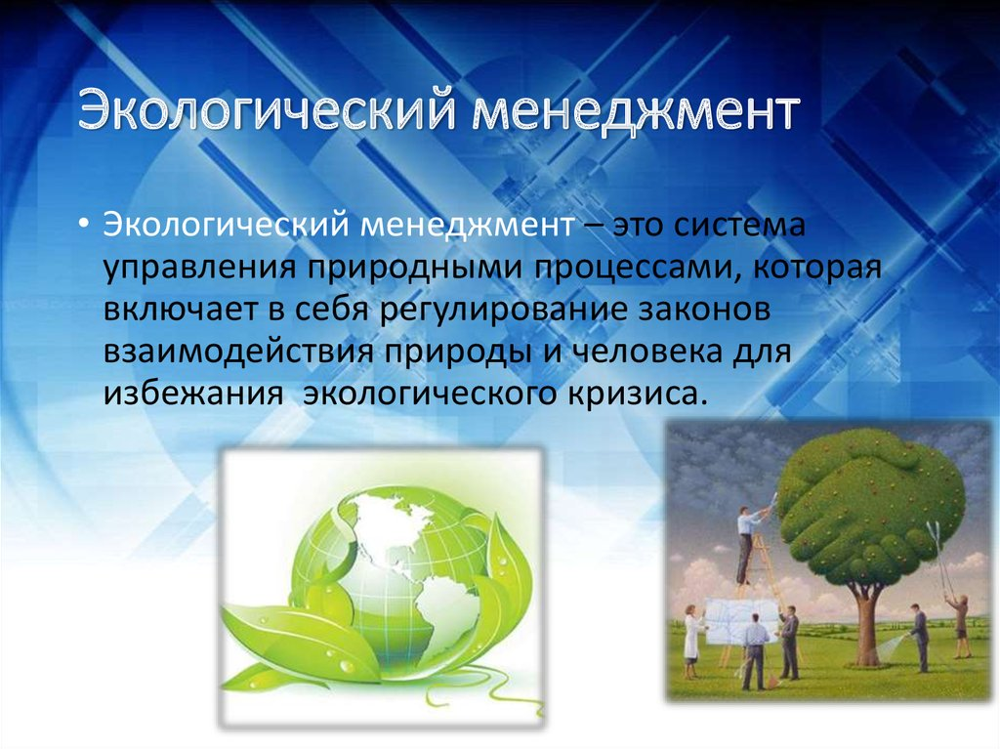 Экологический менеджмент
• Экологический менеджмент – это система
управления природными процессами, которая
включает в себя регулирование законов
взаимодействия природы и человека для
избежания экологического кризиса.